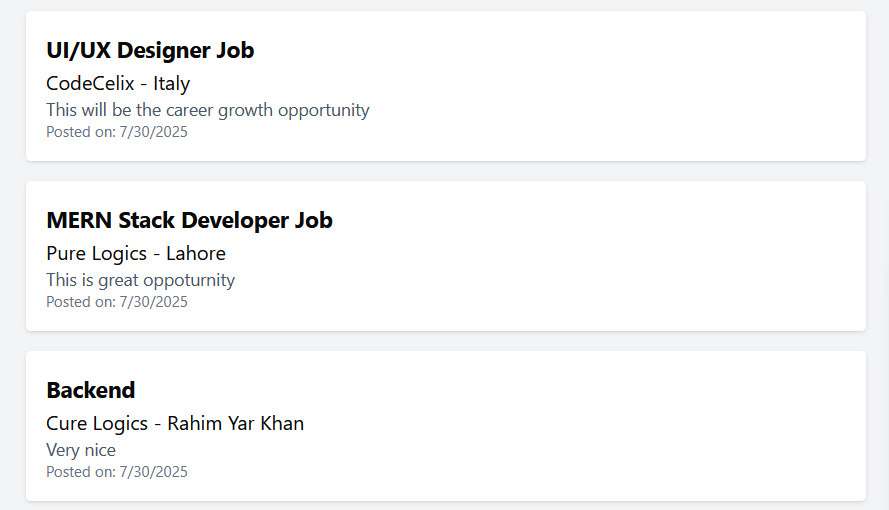 UI/UX Designer Job
CodeCelix - Italy
This will be the career growth opportunity
Posted on: 7/30/2025
MERN Stack Developer Job
Pure Logics - Lahore
This is great oppoturnity
Posted on: 7/30/2025
Backend
Cure Logics - Rahim Yar Khan
Very nice
Posted on: 7/30/2025